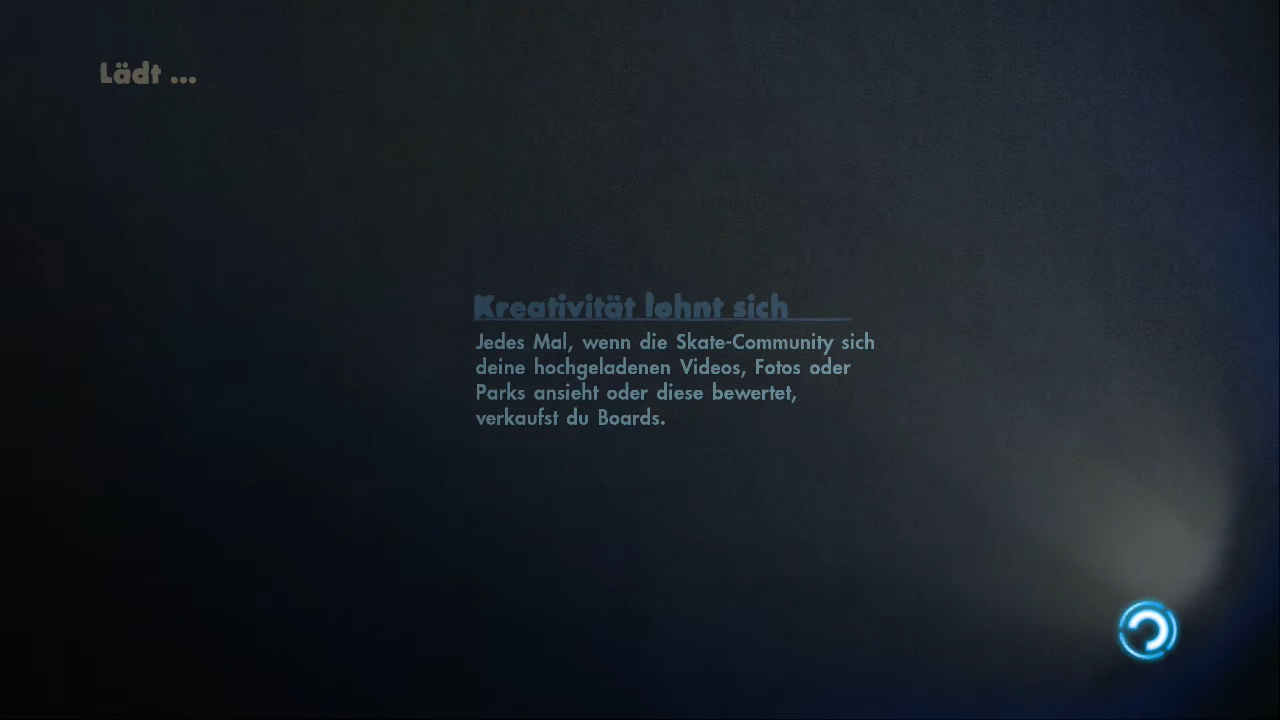 Lädt ...
Kreativität lohnt sich
Jedes Mal, wenn die Skate-Community sich
deine hochgeladenen Videos, Fotos oder
Parks ansieht oder diese bewertet,
verkaufst du Boards.